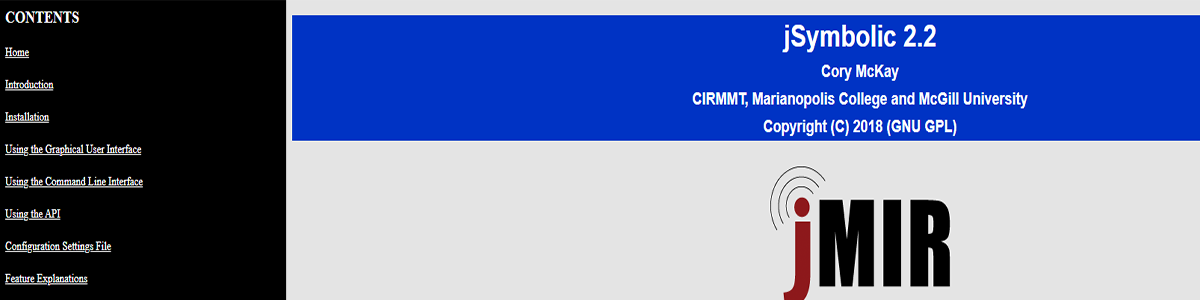 CONTENTS
Home
Introduction
Installation
Using the Graphical User Interface
Using the Command Line Interface
Using the API
Configuration Settings File
Feature Explanations
jSymbolic 2.2
Cory McKay
CIRMMT, Marianopolis College and McGill University
Copyright (C) 2018 (GNU GPL)
jMIR